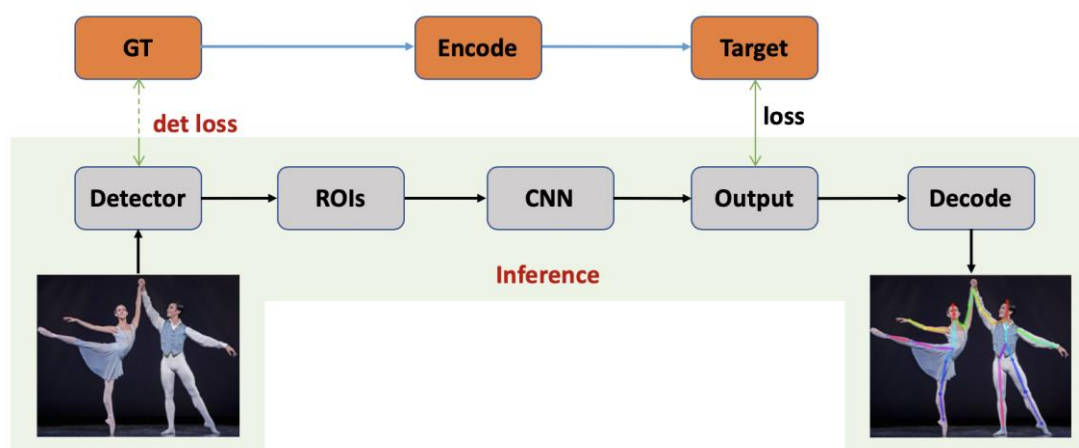 GT
Encode
Target
det loss
loss
Detector
ROIs
CNN
Output
Decode
Inference